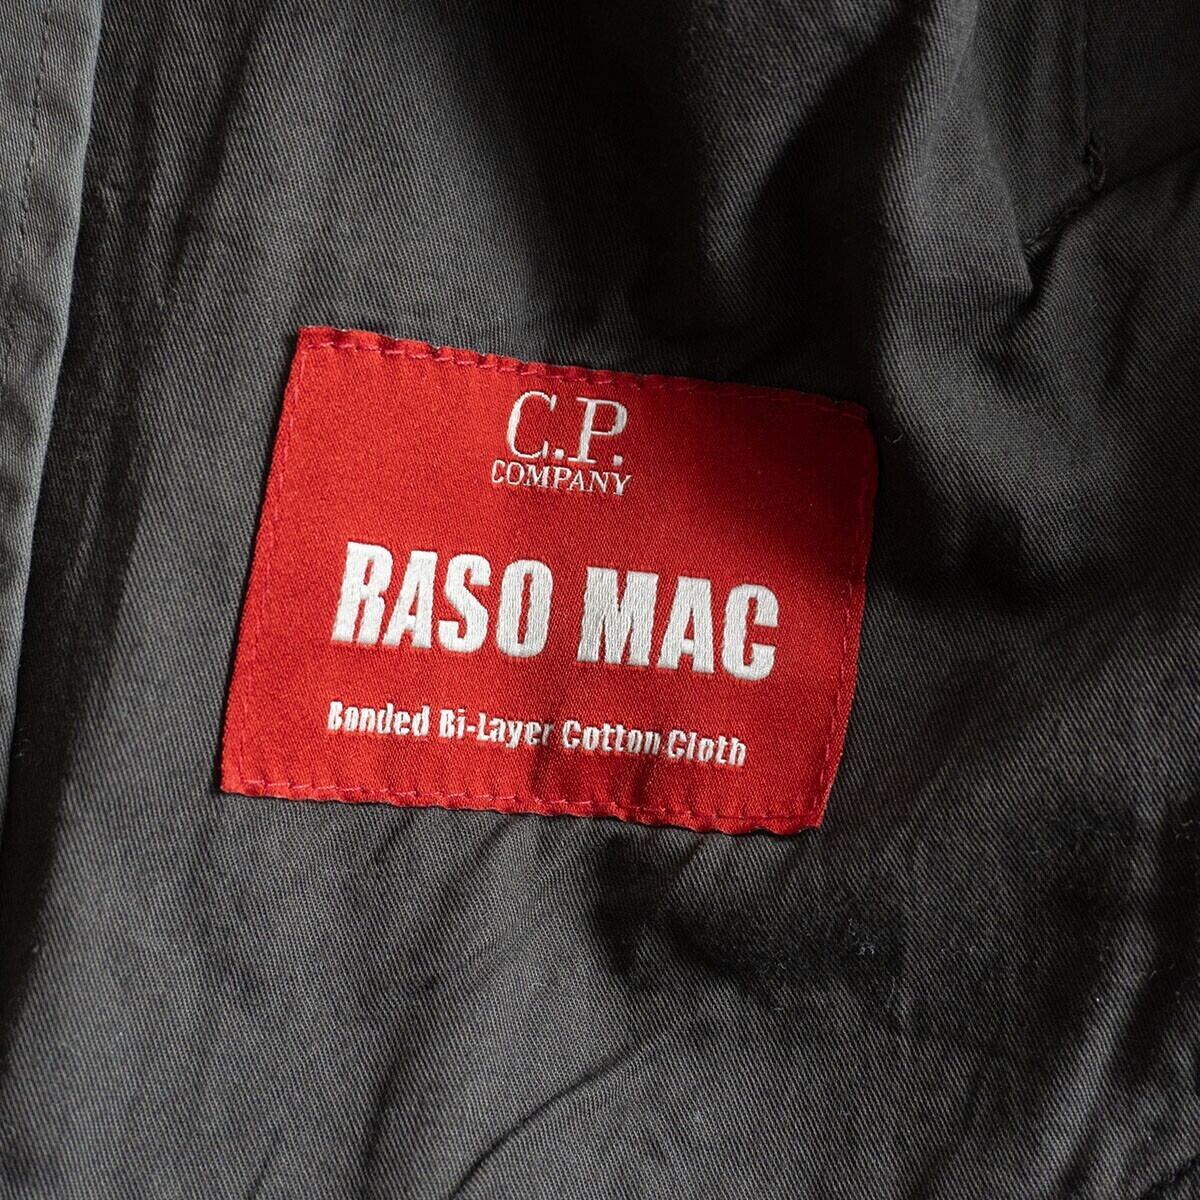 C.P.
COMPANY
RASO MAC
Bonded Bi-Layer Cotton Cloth